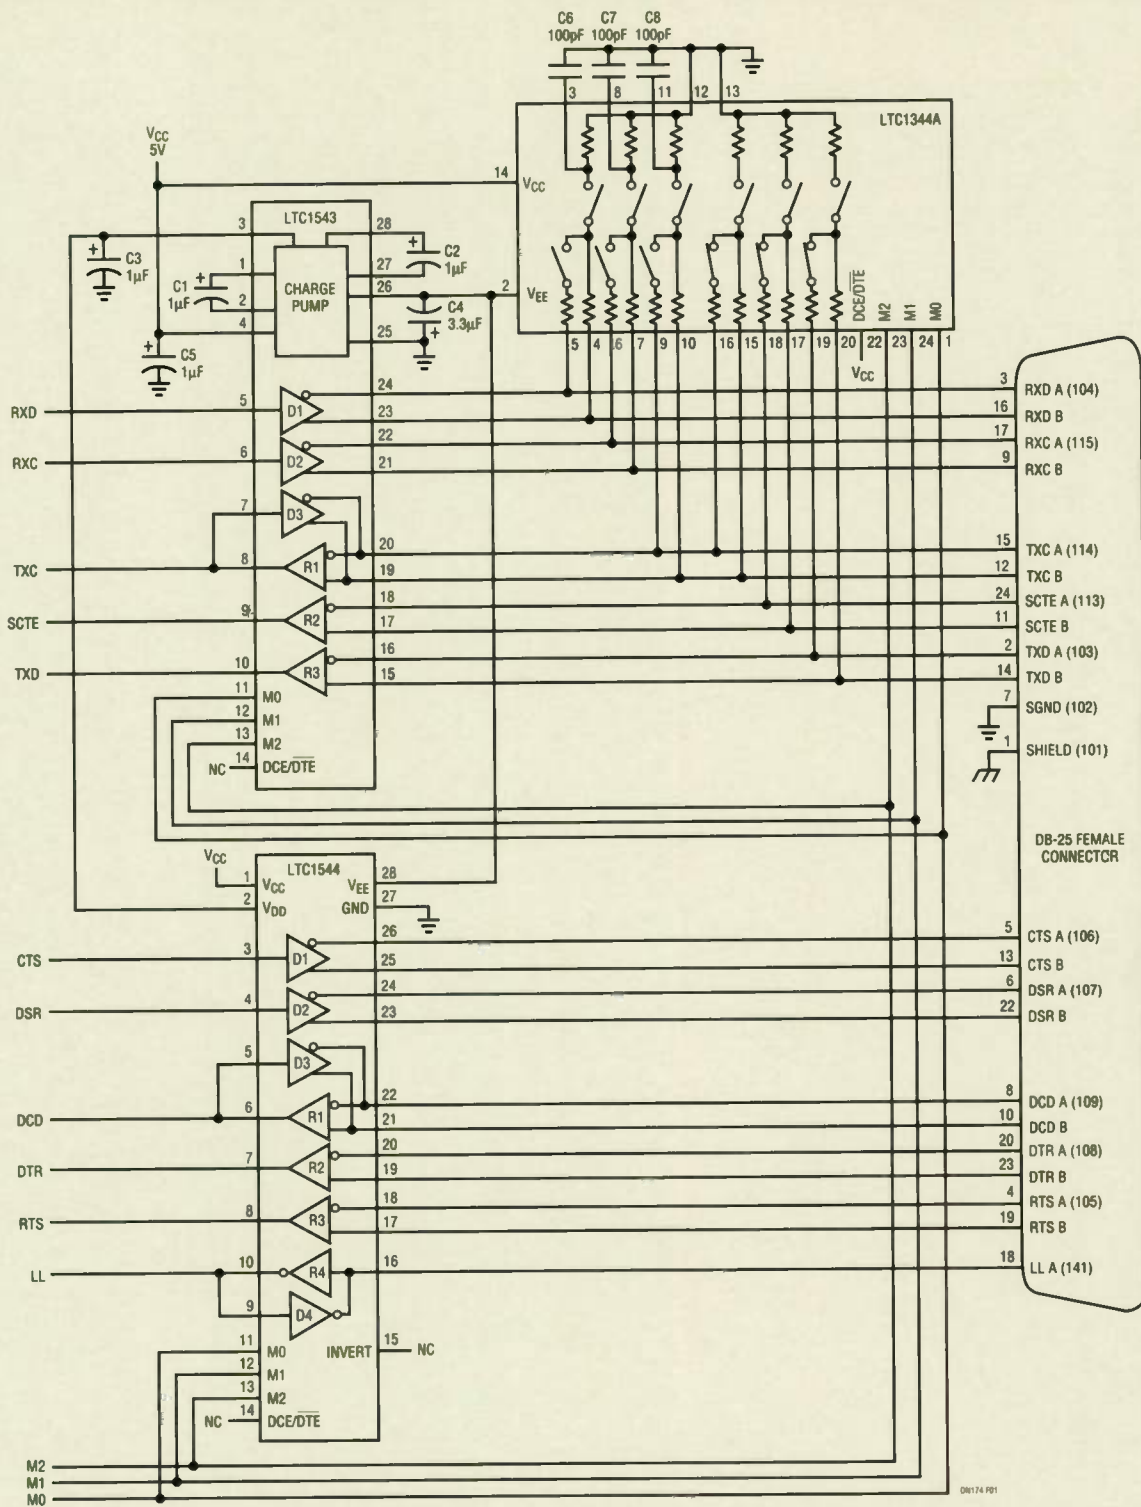 C6 C7 C8
100pF 100pF 100pF
3 8 11 12 13
LTC1344A
VCC
5V
14 VCC
LTC1543
3 28
C3
1µF
C2
1µF
1 27
C1
1µF
CHARGE
PUMP
2 26
2 VEE
C4
3.3µF
4 25
C5
1µF
DCE/DTE M2 M1 M0
5 4 6 7 9 10 16 15 18 17 19 20 22 23 24 1
VCC
RXD 5 D1 24 3 RXD A (104)
23 16 RXD B
RXC 6 D2 22 17 RXC A (115)
21 9 RXC B
7 D3
TXC 8 R1 20 15 TXC A (114)
19 12 TXC B
SCTE 9 R2 18 24 SCTE A (113)
17 11 SCTE B
TXD 10 R3 16 2 TXD A (103)
15 14 TXD B
11 M0
7 SGND (102)
12 M1
13 M2
1 SHIELD (101)
NC 14 DCE/DTE
DB-25 FEMALE
CONNECTOR
VCC
LTC1544
1 VCC VEE 28
2 VDD GND 27
CTS 3 D1 26 5 CTS A (106)
25 13 CTS B
DSR 4 D2 24 6 DSR A (107)
23 22 DSR B
5 D3
DCD 6 R1 22 8 DCD A (109)
21 10 DCD B
DTR 7 R2 20 20 DTR A (108)
19 23 DTR B
RTS 8 R3 18 4 RTS A (105)
17 19 RTS B
LL 10 R4 16 18 LL A (141)
9 D4
11 M0 INVERT 15 NC
12 M1
13 M2
NC 14 DCE/DTE
M2
M1
M0
DN174 F01